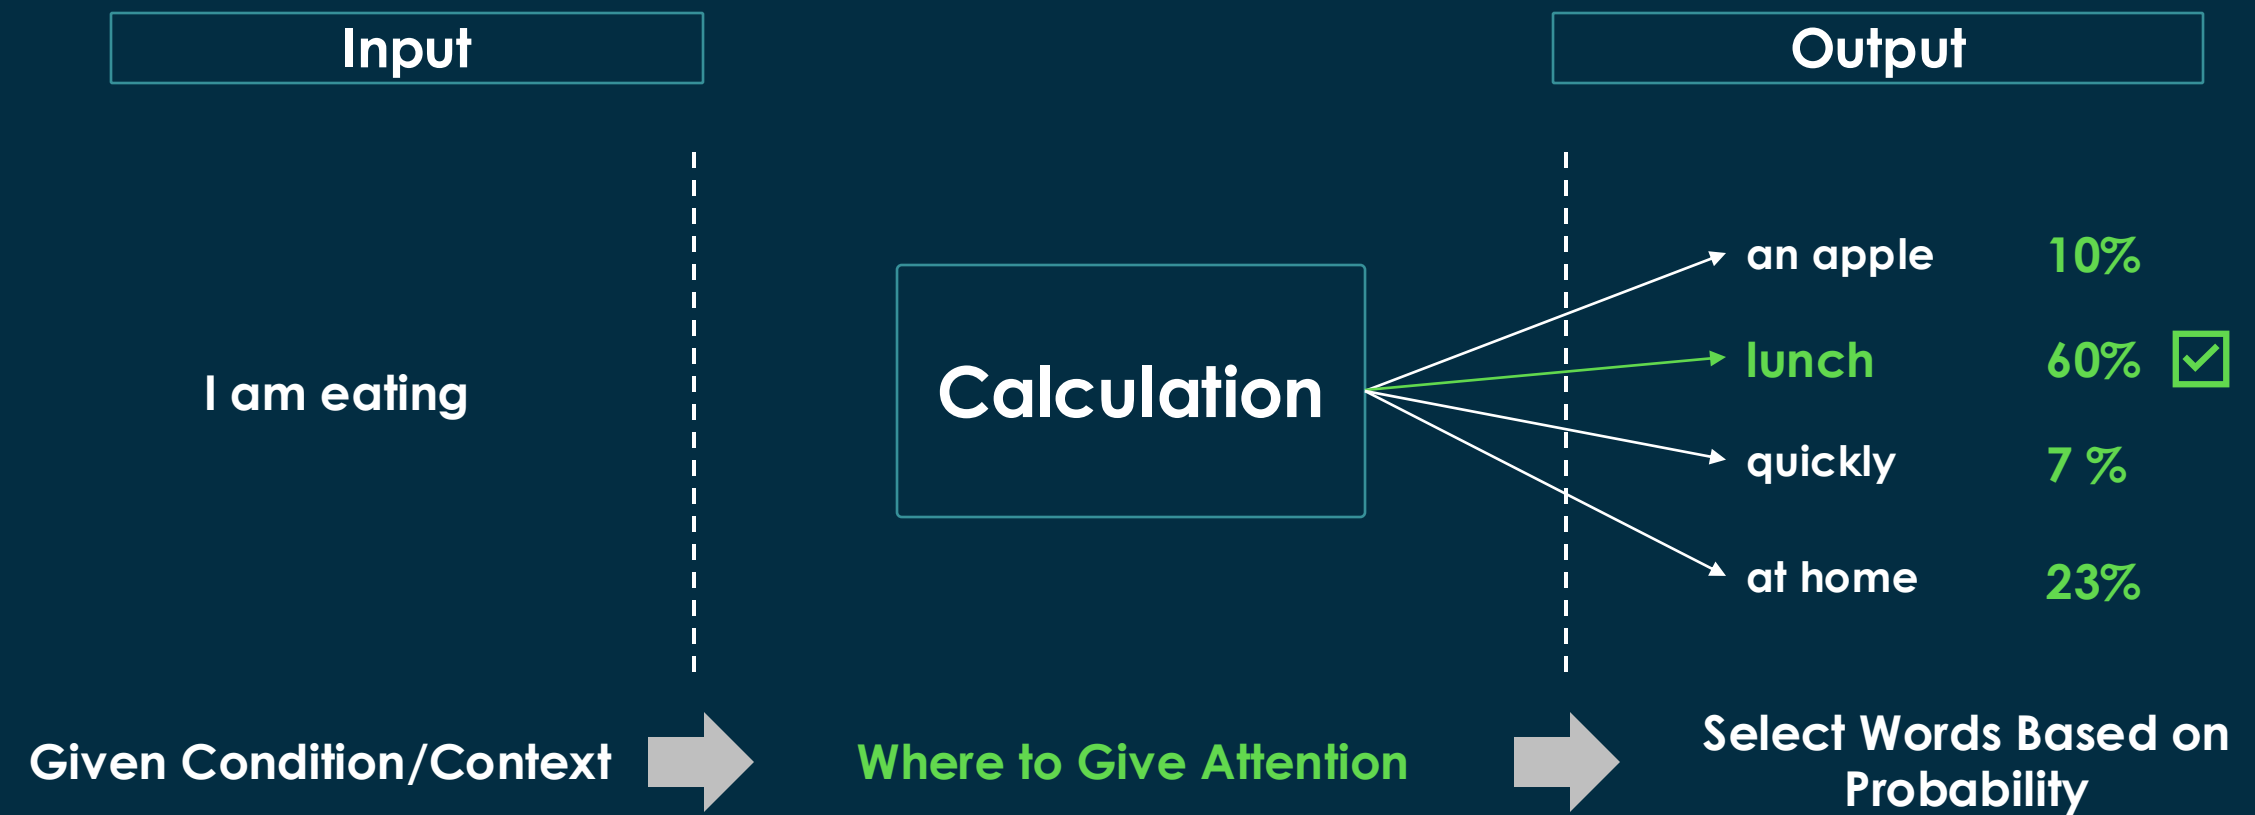 Input
Output
I am eating
Calculation
an apple 10%
lunch 60%
quickly 7 %
at home 23%
Given Condition/Context
Where to Give Attention
Select Words Based on
Probability